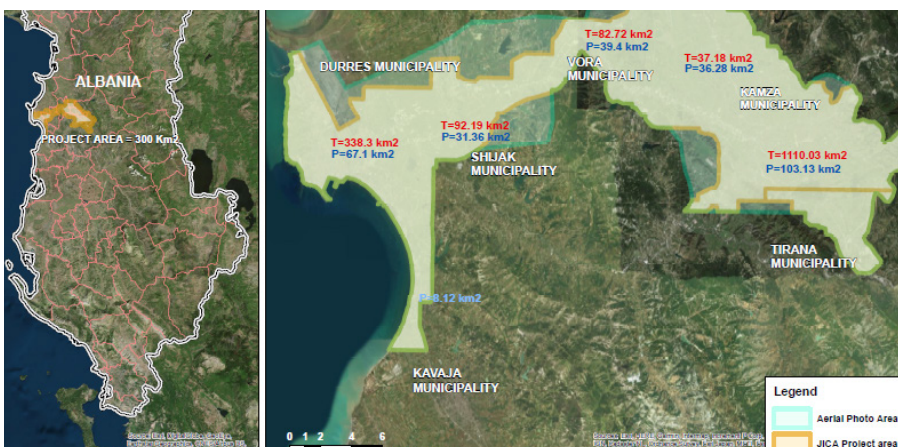 ALBANIA
PROJECT AREA = 300 Km2
DURRES MUNICIPALITY
T=338.3 km2
P=67.1 km2
T=92.19 km2
P=31.36 km2
SHIJAK
MUNICIPALITY
T=82.72 km2
P=39.4 km2
VORA
MUNICIPALITY
T=37.18 km2
P=36.28 km2
KAMZA
MUNICIPALITY
T=1110.03 km2
P=103.13 km2
TIRANA
MUNICIPALITY
P=8.12 km2
KAVAJA
MUNICIPALITY
0 1 2 4 6
Legend
Aerial Photo Area
JICA Project area